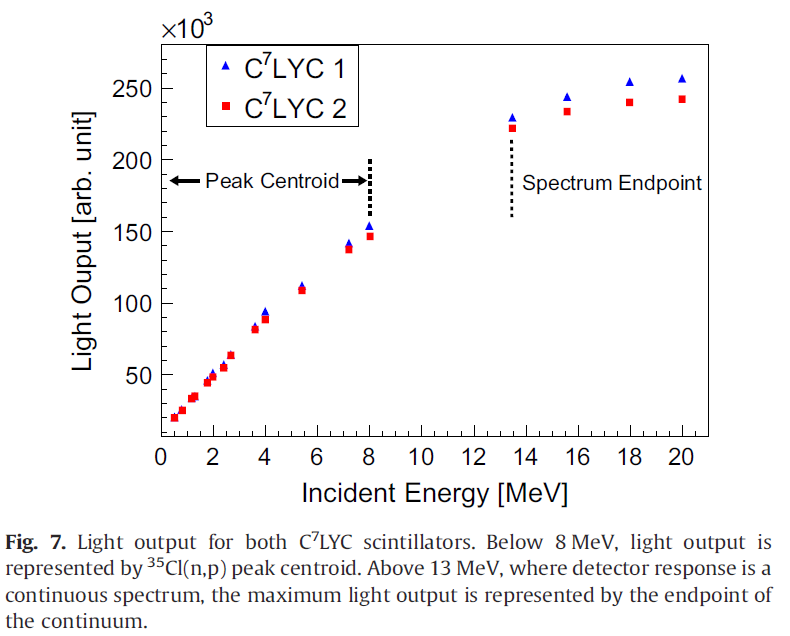 ×10³
250
200
150
100
50
Light Ouput [arb. unit]
C⁷LYC 1
C⁷LYC 2
Peak Centroid
Spectrum Endpoint
0 2 4 6 8 10 12 14 16 18 20
Incident Energy [MeV]
Fig. 7. Light output for both C⁷LYC scintillators. Below 8 MeV, light output is
represented by ³⁵Cl(n,p) peak centroid. Above 13 MeV, where detector response is a
continuous spectrum, the maximum light output is represented by the endpoint of
the continuum.